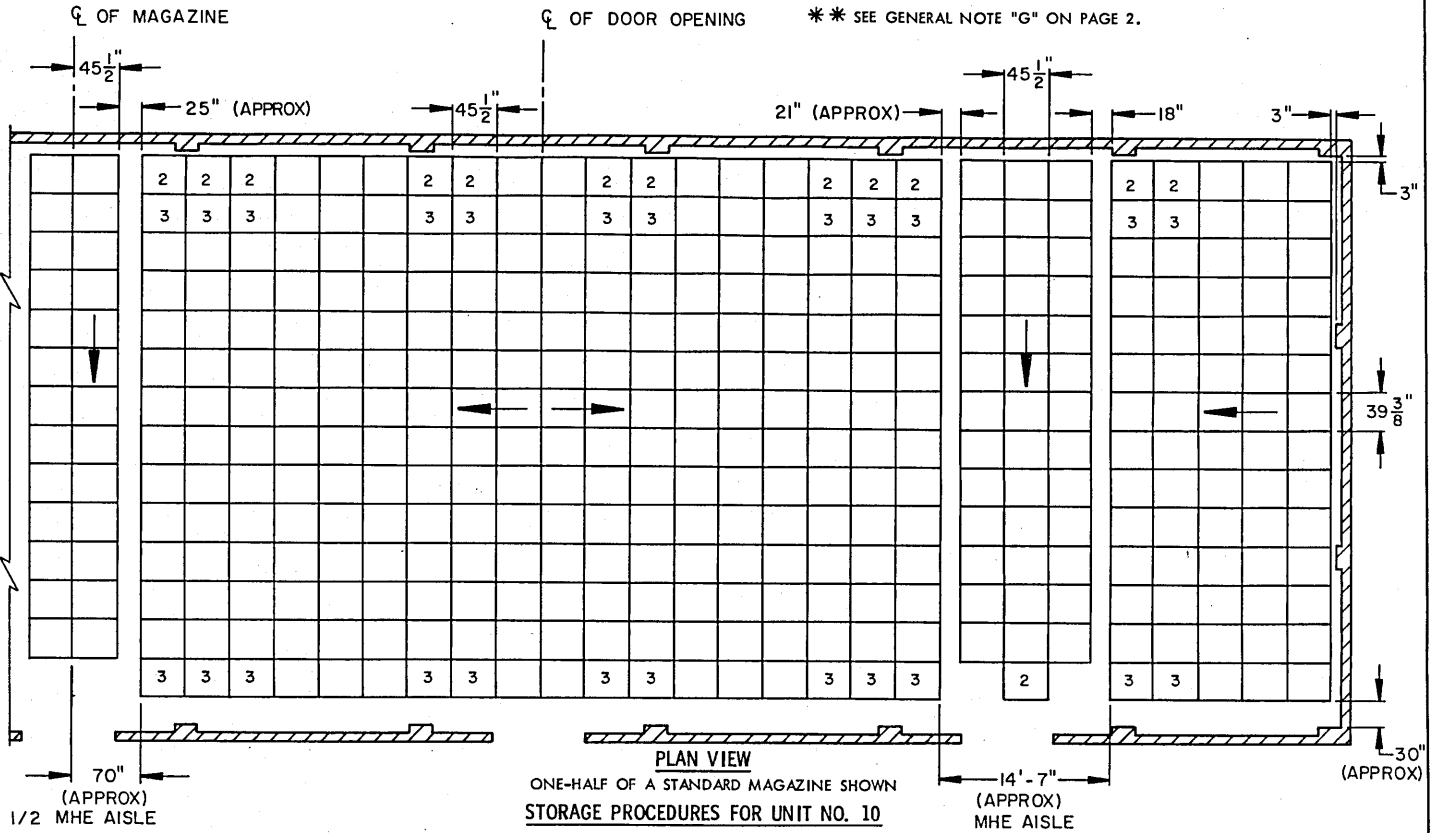 ℄ OF MAGAZINE
℄ OF DOOR OPENING
** SEE GENERAL NOTE "G" ON PAGE 2.
45 1/2"
25" (APPROX)
45 1/2"
21" (APPROX)
45 1/2"
18"
3"
3"
2 2 2 2 2 2 2 2 2 2 2 2
3 3 3 3 3 3 3 3 3 3 3 3
39 3/8"
3 3 3 3 3 3 3 3 3 3 2 3 3
30"
(APPROX)
70"
(APPROX)
1/2 MHE AISLE
PLAN VIEW
ONE-HALF OF A STANDARD MAGAZINE SHOWN
STORAGE PROCEDURES FOR UNIT NO. 10
14'-7"
(APPROX)
MHE AISLE